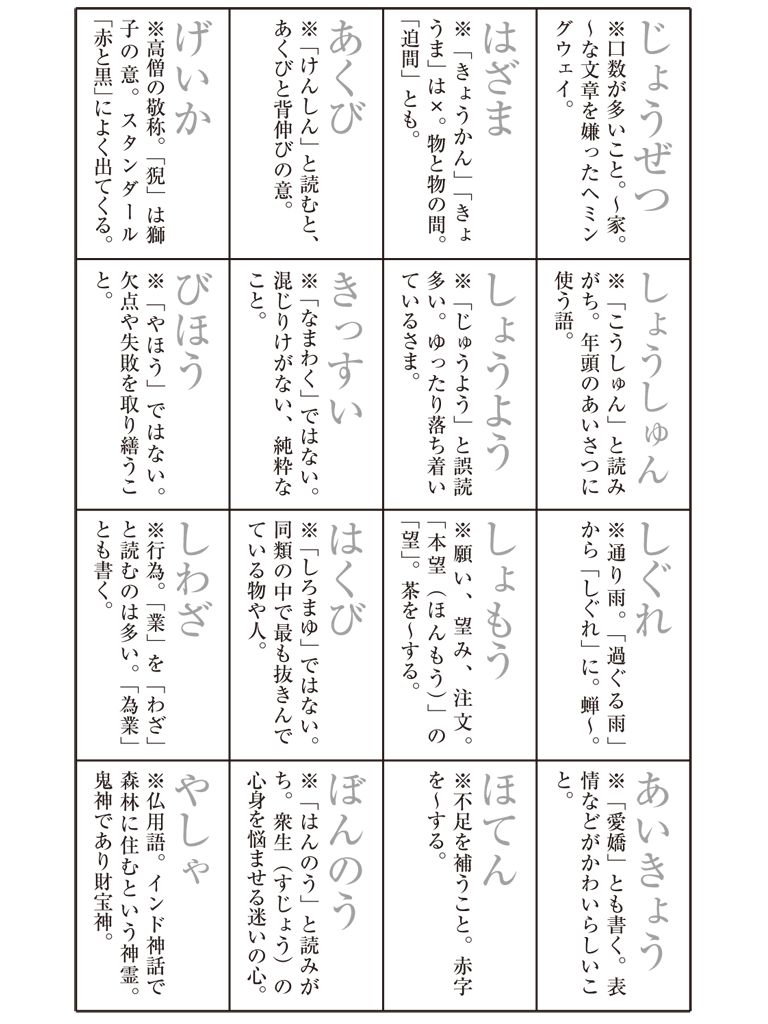 じょうぜつ
※口数が多いこと。〜家。
〜な文章を嫌ったヘミン
グウェイ。
はざま
※「きょうかん」「きょ
うま」は×。物と物の間。
「迫間」とも。
あくび
※「けんしん」と読むと、
あくびと背伸びの意。
げいか
※高僧の敬称。「猊」は獅
子の意。スタンダール
「赤と黒」によく出てくる。
しょうしゅん
※「こうしゅん」と読み
がち。年頭のあいさつに
使う語。
しょうよう
※「じゅうよう」と誤読
多い。ゆったり落ち着い
ているさま。
きっすい
※「なまわく」ではない。
混じりけがない、純粋な
こと。
びほう
※「やほう」ではない。
欠点や失敗を取り繕うこ
と。
しぐれ
※通り雨。「過ぐる雨」
から「しぐれ」に。蝉〜。
しょもう
※願い、望み、注文。
「本望（ほんもう）」の
「望」。茶を〜する。
はくび
※「しろまゆ」ではない。
同類の中で最も抜きんで
ている物や人。
しわざ
※行為。「業」を「わざ」
と読むのは多い。「為業」
とも書く。
あいきょう
※「愛嬌」とも書く。表
情などがかわいらしいこ
と。
ほてん
※不足を補うこと。赤字
を〜する。
ぼんのう
※「はんのう」と読みが
ち。衆生（すじょう）の
心身を悩ませる迷いの心。
やしゃ
※仏用語。インド神話で
森林に住むという神霊。
鬼神であり財宝神。